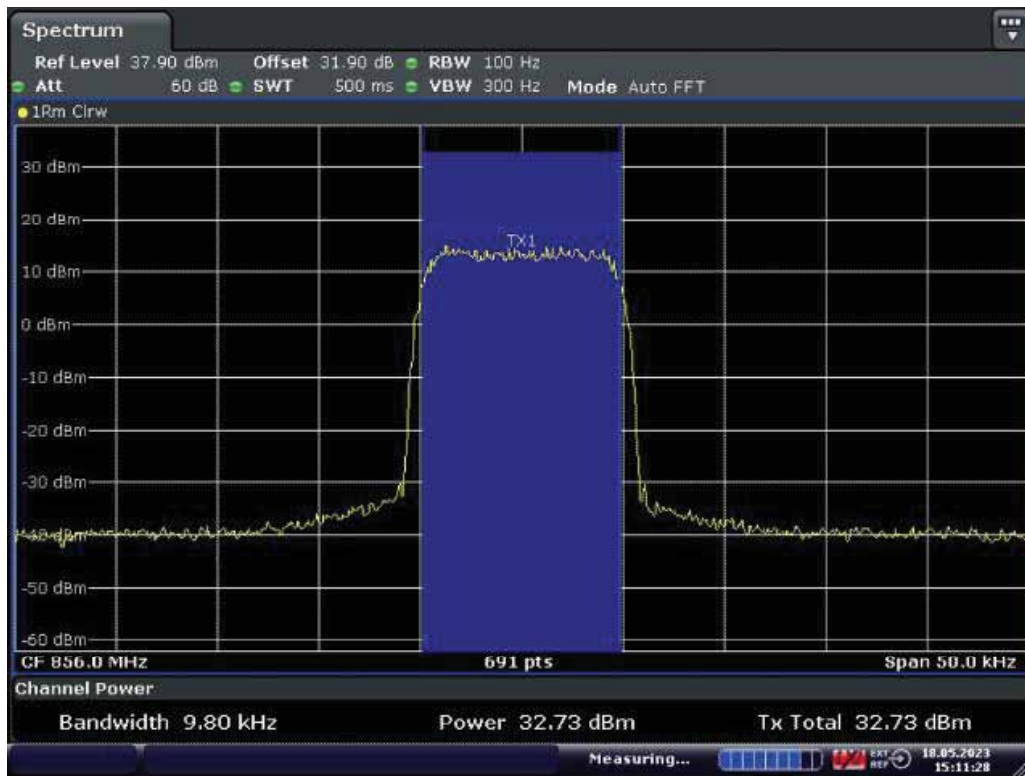 Spectrum
Ref Level 37.90 dBm Offset 31.90 dB RBW 100 Hz
Att 60 dB SWT 500 ms VBW 300 Hz Mode Auto FFT
1Rm Clrw
30 dBm
20 dBm
TX1
10 dBm
0 dBm
-10 dBm
-20 dBm
-30 dBm
-40 dBm
-50 dBm
-60 dBm
CF 856.0 MHz 691 pts Span 50.0 kHz
Channel Power
Bandwidth 9.80 kHz Power 32.73 dBm Tx Total 32.73 dBm
Measuring... EXT REF 18.05.2023
15:11:28